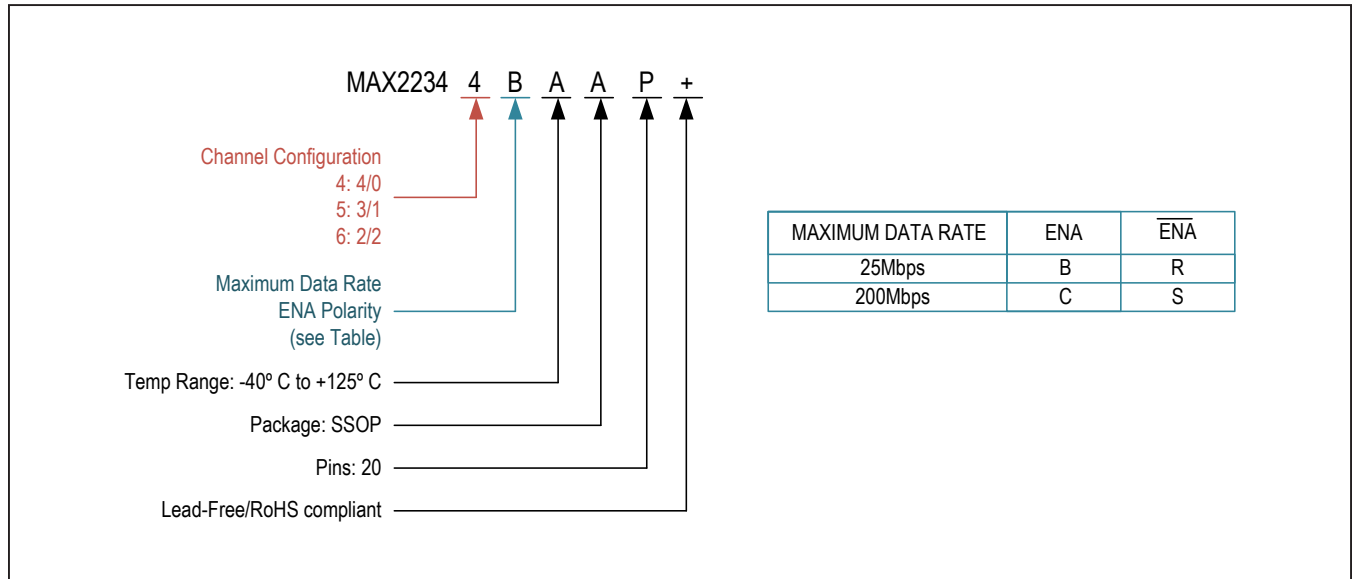 MAX2234 4 B A A P +
Channel Configuration
4: 4/0
5: 3/1
6: 2/2
Maximum Data Rate
ENA Polarity
(see Table)
Temp Range: -40º C to +125º C
Package: SSOP
Pins: 20
Lead-Free/RoHS compliant
MAXIMUM DATA RATE ENA E̅N̅A̅
25Mbps B R
200Mbps C S